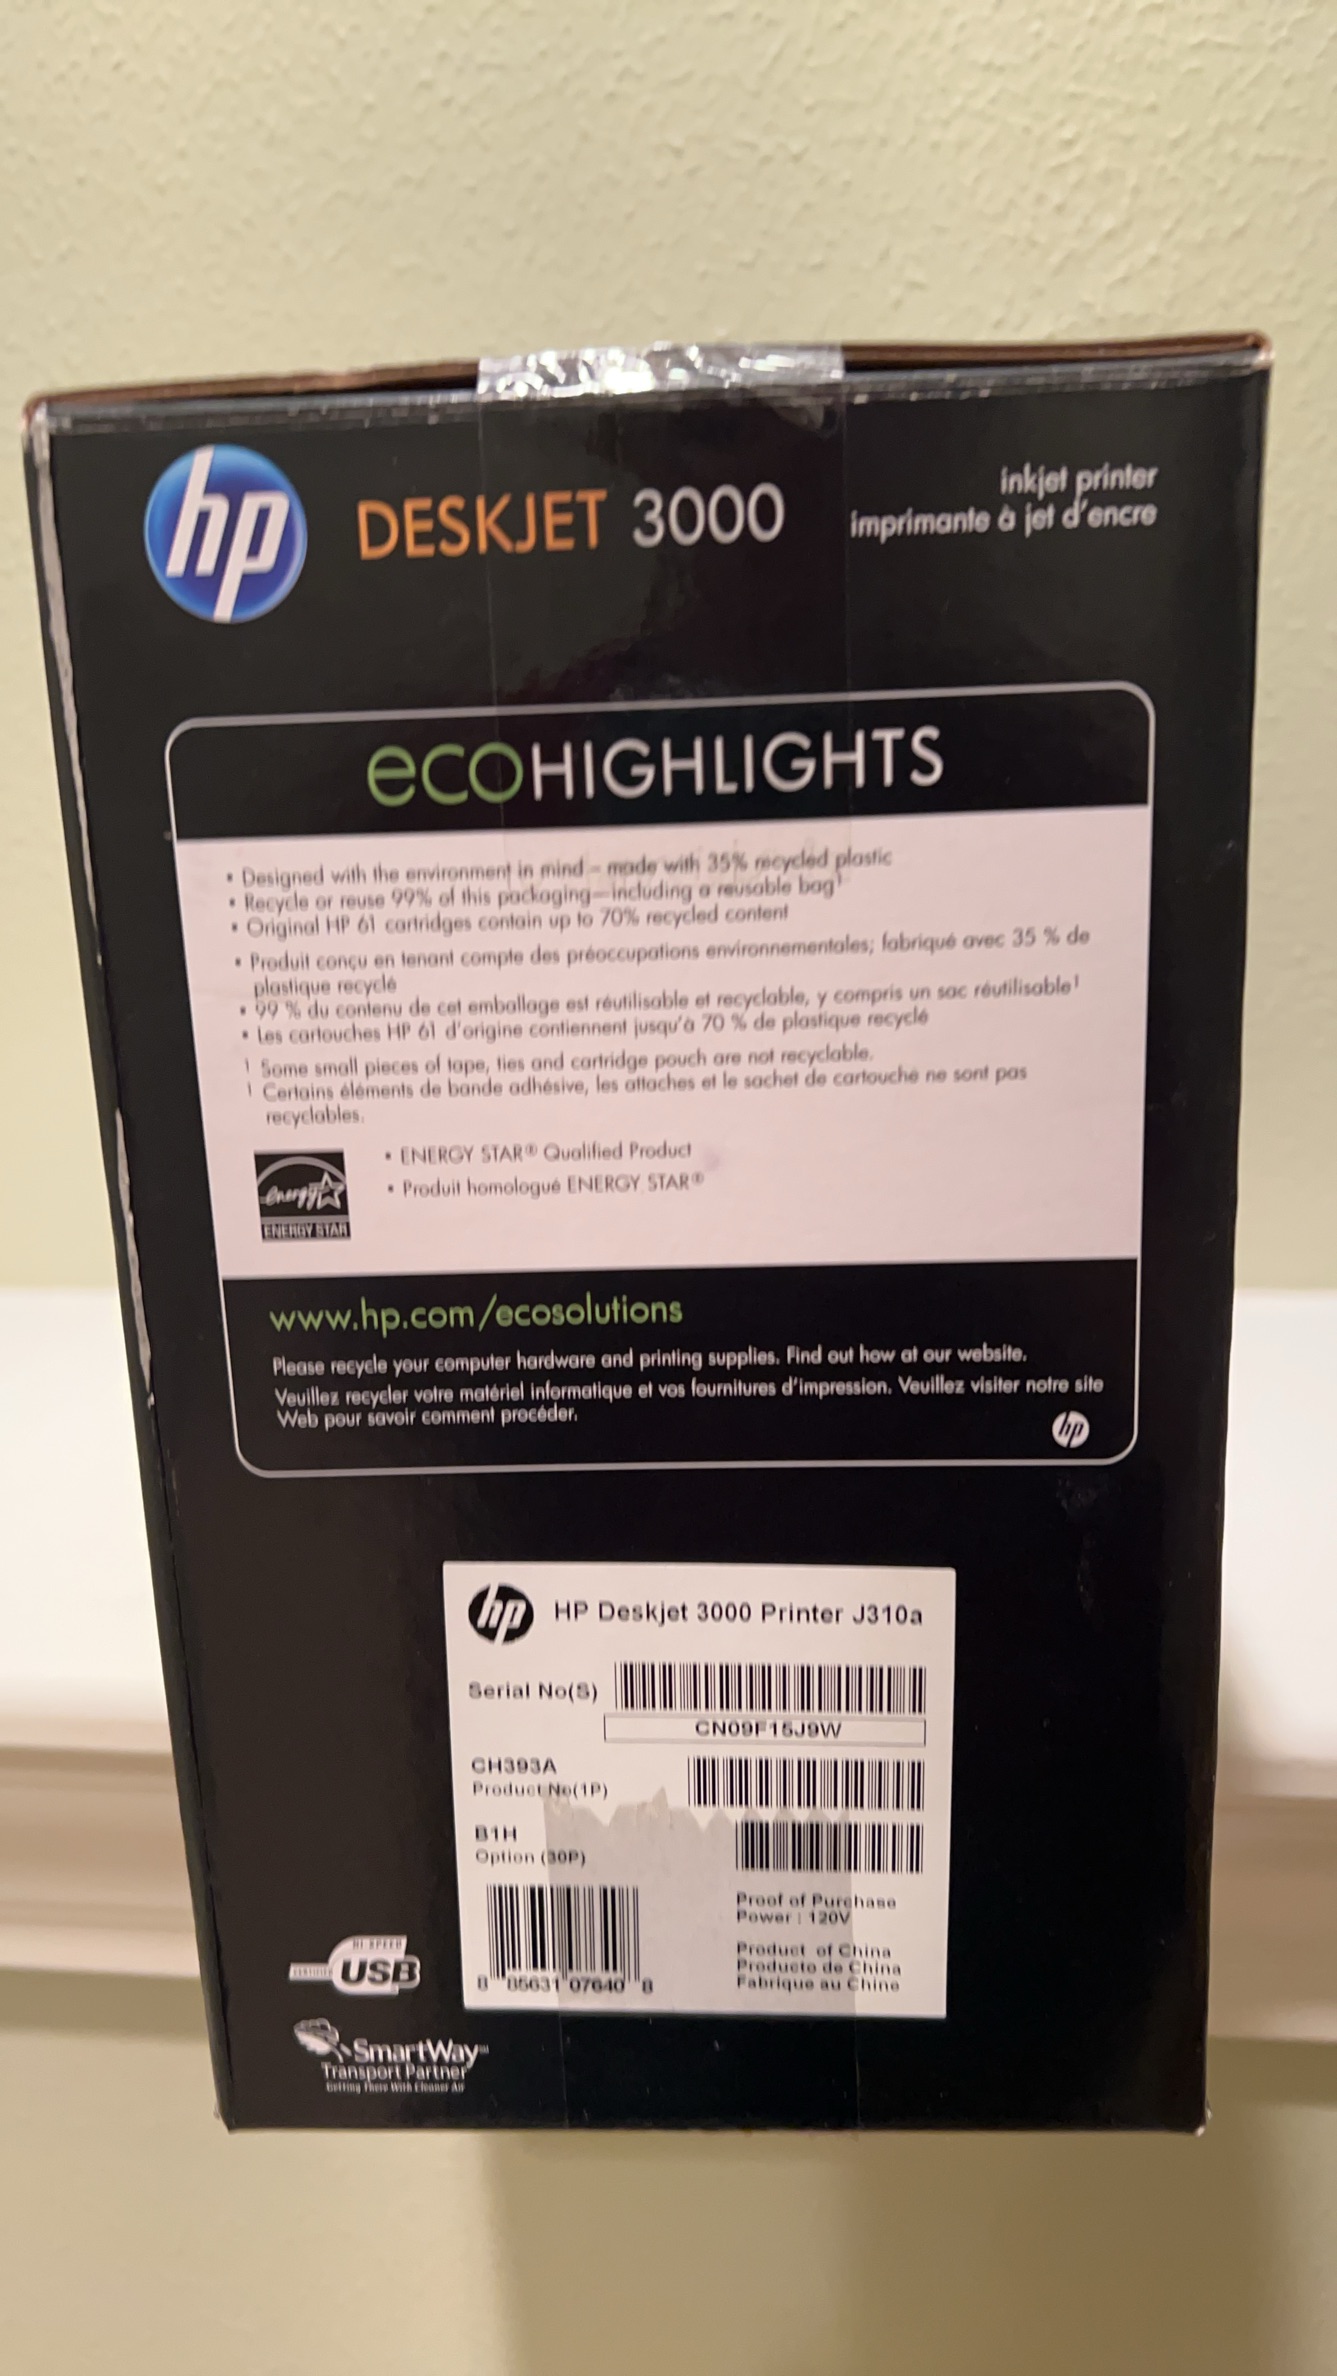 hp
DESKJET 3000
inkjet printer
imprimante à jet d'encre
ecoHIGHLIGHTS
• Designed with the environment in mind – made with 35% recycled plastic
• Recycle or reuse 99% of this packaging—including a reusable bag¹
• Original HP 61 cartridges contain up to 70% recycled content
• Produit conçu en tenant compte des préoccupations environnementales; fabriqué avec 35 % de
plastique recyclé
• 99 % du contenu de cet emballage est réutilisable et recyclable, y compris un sac réutilisable¹
• Les cartouches HP 61 d'origine contiennent jusqu'à 70 % de plastique recyclé
¹ Some small pieces of tape, ties and cartridge pouch are not recyclable.
¹ Certains éléments de bande adhésive, les attaches et le sachet de cartouche ne sont pas
recyclables.
energy
ENERGY STAR
• ENERGY STAR® Qualified Product
• Produit homologué ENERGY STAR®
www.hp.com/ecosolutions
Please recycle your computer hardware and printing supplies. Find out how at our website.
Veuillez recycler votre matériel informatique et vos fournitures d'impression. Veuillez visiter notre site
Web pour savoir comment procéder.
hp
hp
HP Deskjet 3000 Printer J310a
Serial No(S)
CN09F15J9W
CH393A
Product No(1P)
B1H
Option (30P)
8 85631 07640 8
Proof of Purchase
Power : 120V
Product of China
Producto de China
Fabrique au Chine
HI-SPEED
CERTIFIED USB
SmartWay™
Transport Partner
Getting There With Cleaner Air